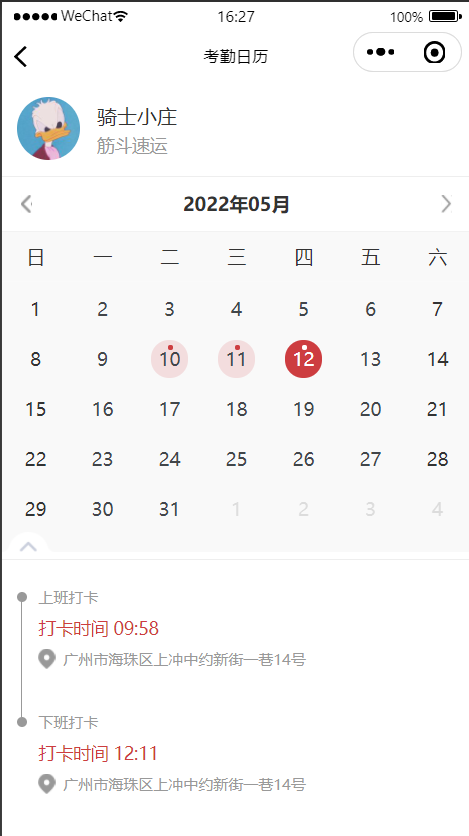 WeChat 16:27 100%
考勤日历
骑士小庄
筋斗速运
2022年05月
日 一 二 三 四 五 六
1 2 3 4 5 6 7
8 9 10 11 12 13 14
15 16 17 18 19 20 21
22 23 24 25 26 27 28
29 30 31 1 2 3 4
上班打卡
打卡时间 09:58
广州市海珠区上冲中约新街一巷14号
下班打卡
打卡时间 12:11
广州市海珠区上冲中约新街一巷14号